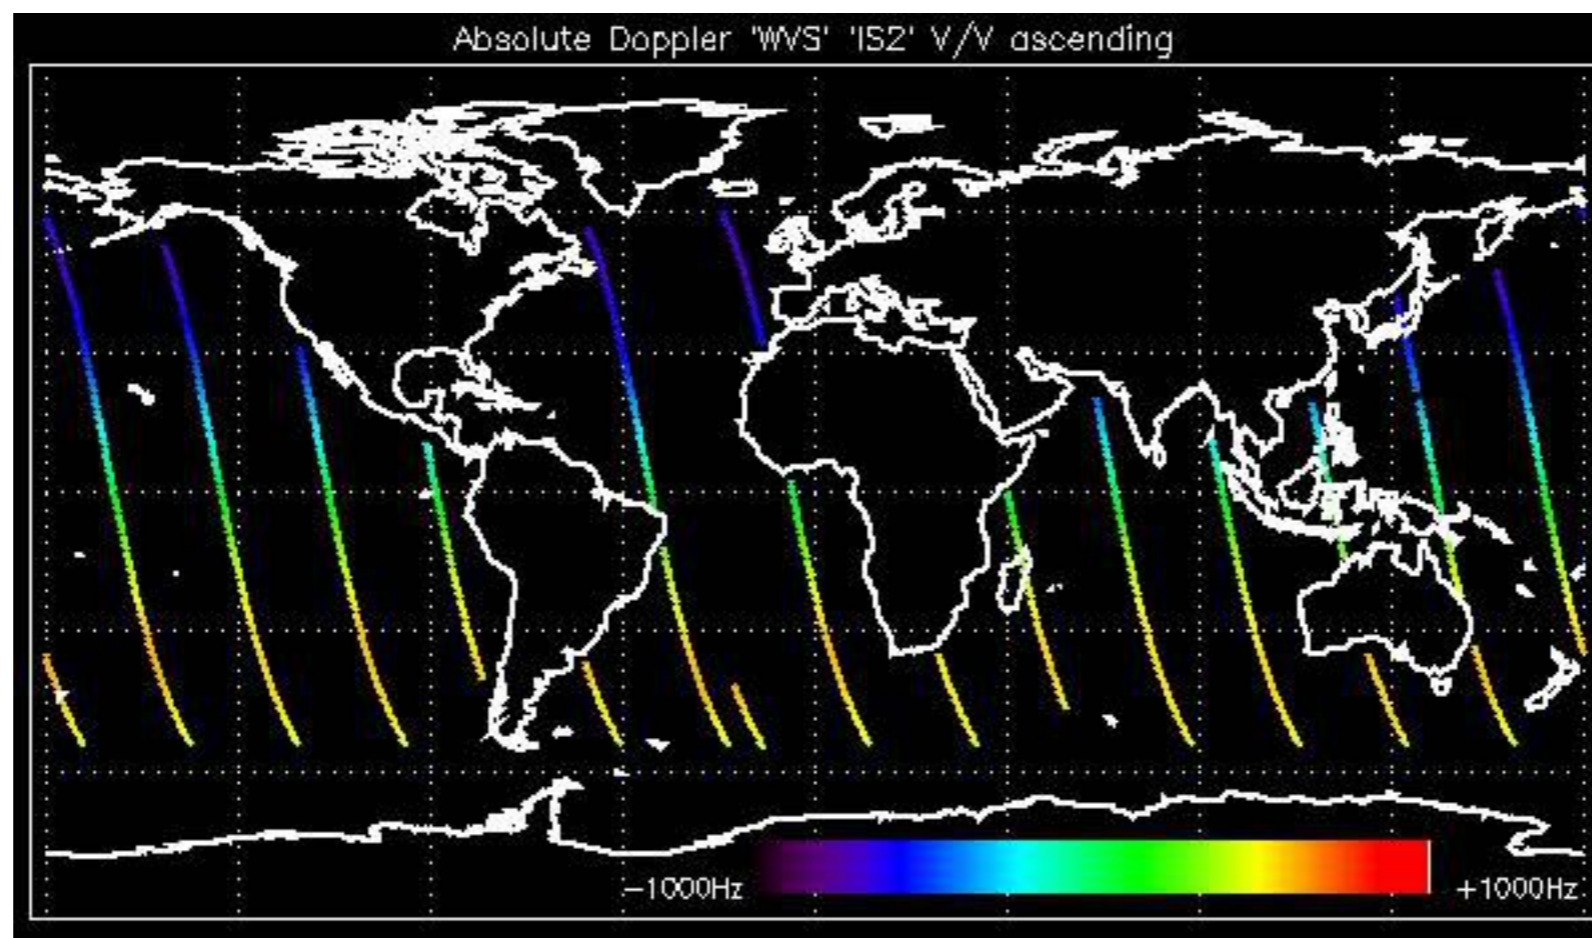 Absolute Doppler 'WVS' 'IS2' V/V ascending
-1000Hz
+1000Hz